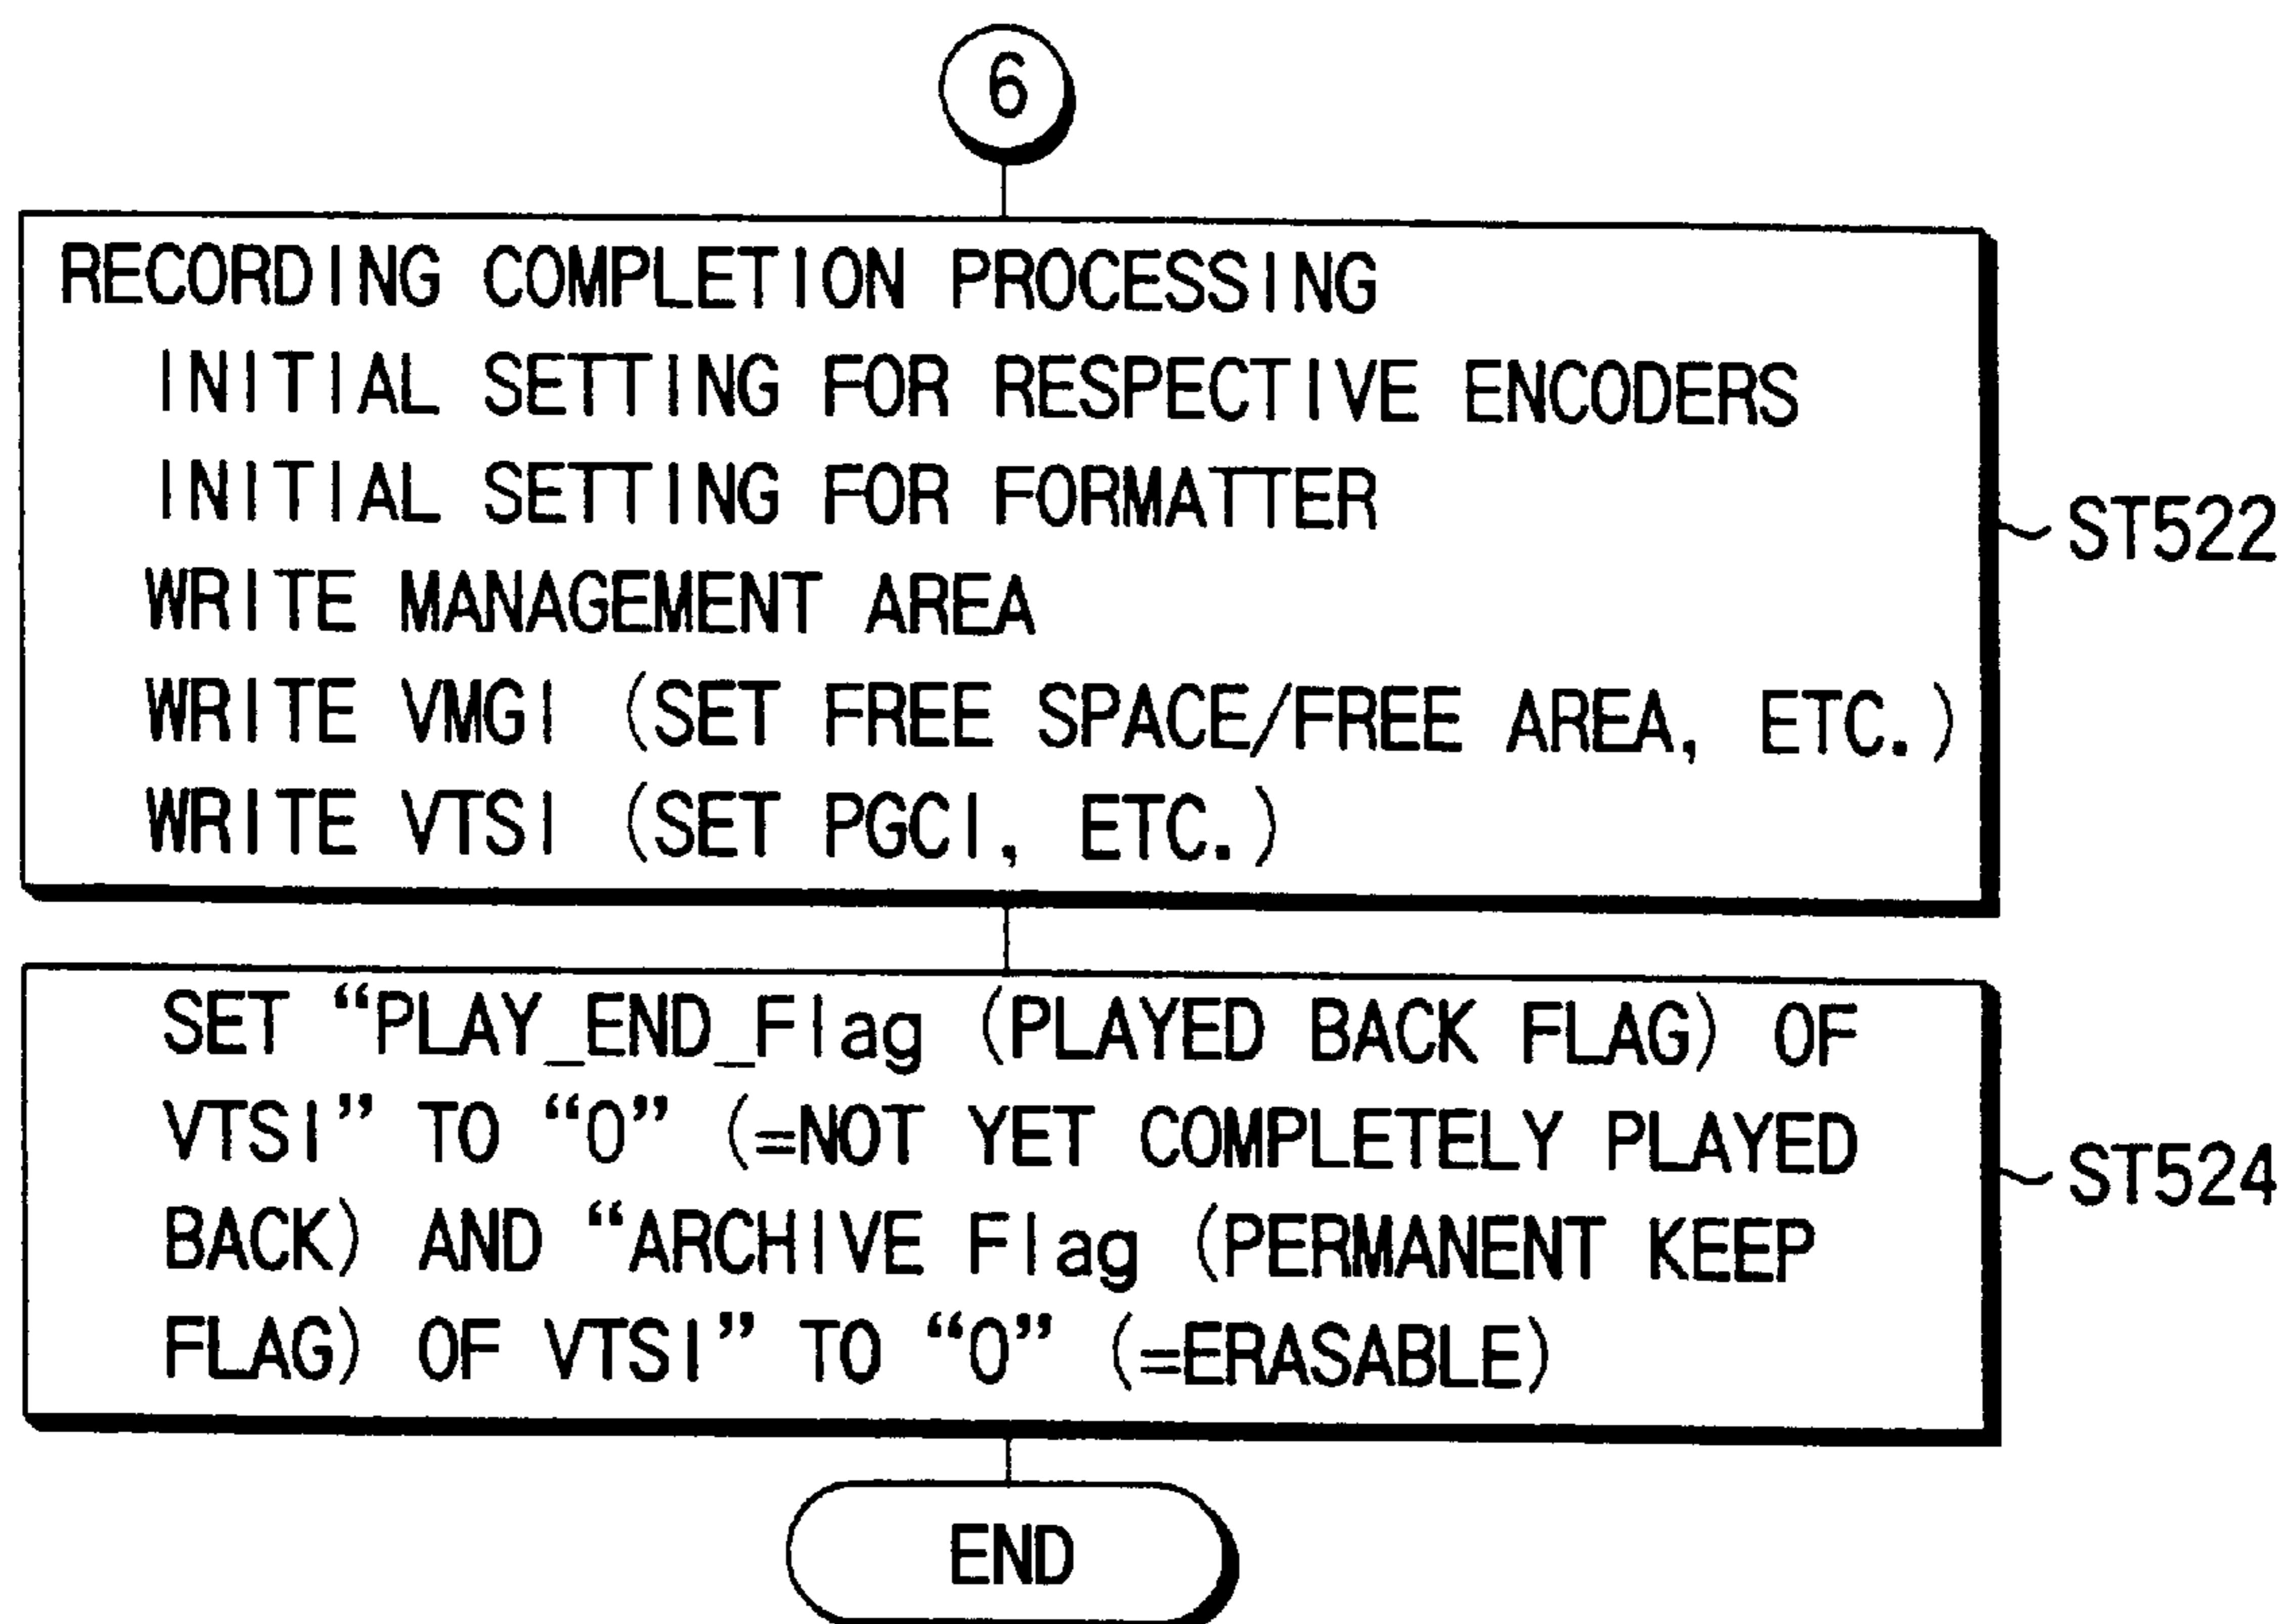 6
RECORDING COMPLETION PROCESSING
INITIAL SETTING FOR RESPECTIVE ENCODERS
INITIAL SETTING FOR FORMATTER
WRITE MANAGEMENT AREA
WRITE VMGI (SET FREE SPACE/FREE AREA, ETC.)
WRITE VTSI (SET PGCI, ETC.)
ST522
SET “PLAY_END_Flag (PLAYED BACK FLAG) OF
VTSI” TO “0” (=NOT YET COMPLETELY PLAYED
BACK) AND “ARCHIVE Flag (PERMANENT KEEP
FLAG) OF VTSI” TO “0” (=ERASABLE)
ST524
END